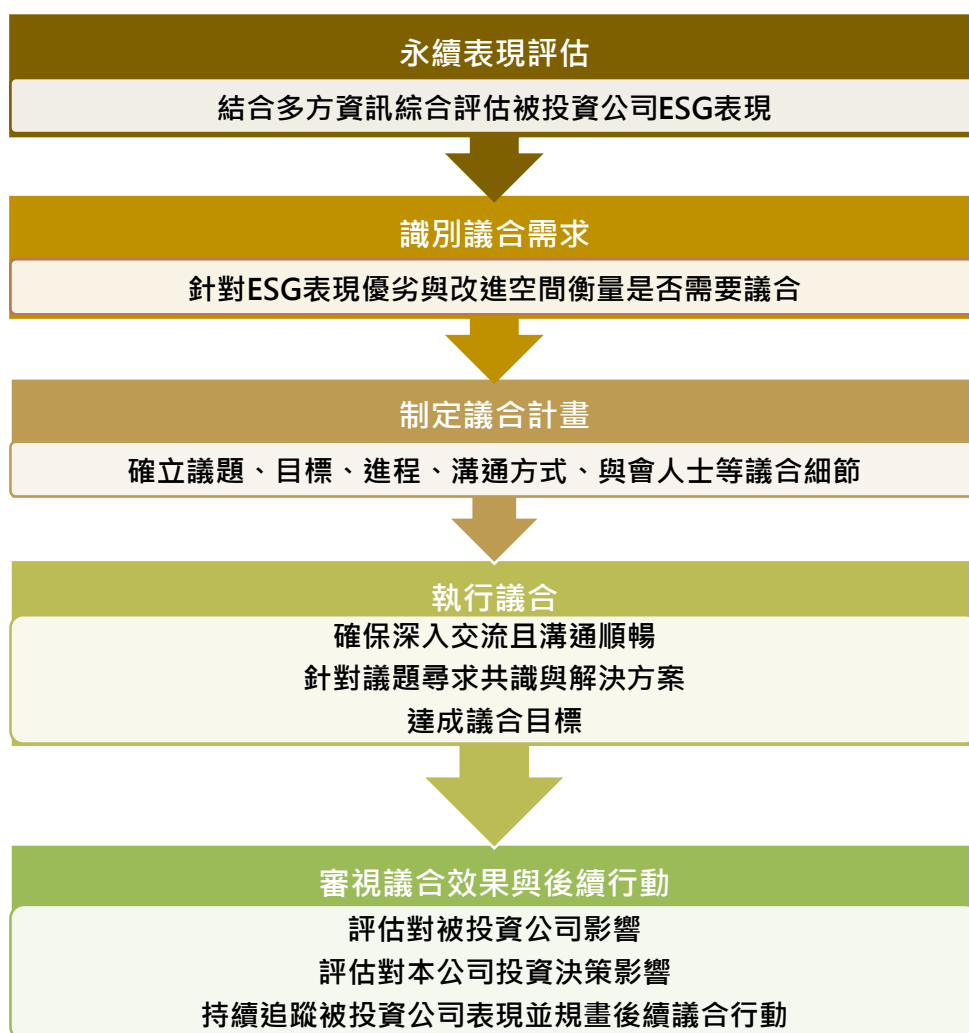 永續表現評估
結合多方資訊綜合評估被投資公司ESG表現
識別議合需求
針對ESG表現優劣與改進空間衡量是否需要議合
制定議合計畫
確立議題、目標、進程、溝通方式、與會人士等議合細節
執行議合
確保深入交流且溝通順暢
針對議題尋求共識與解決方案
達成議合目標
審視議合效果與後續行動
評估對被投資公司影響
評估對本公司投資決策影響
持續追蹤被投資公司表現並規畫後續議合行動